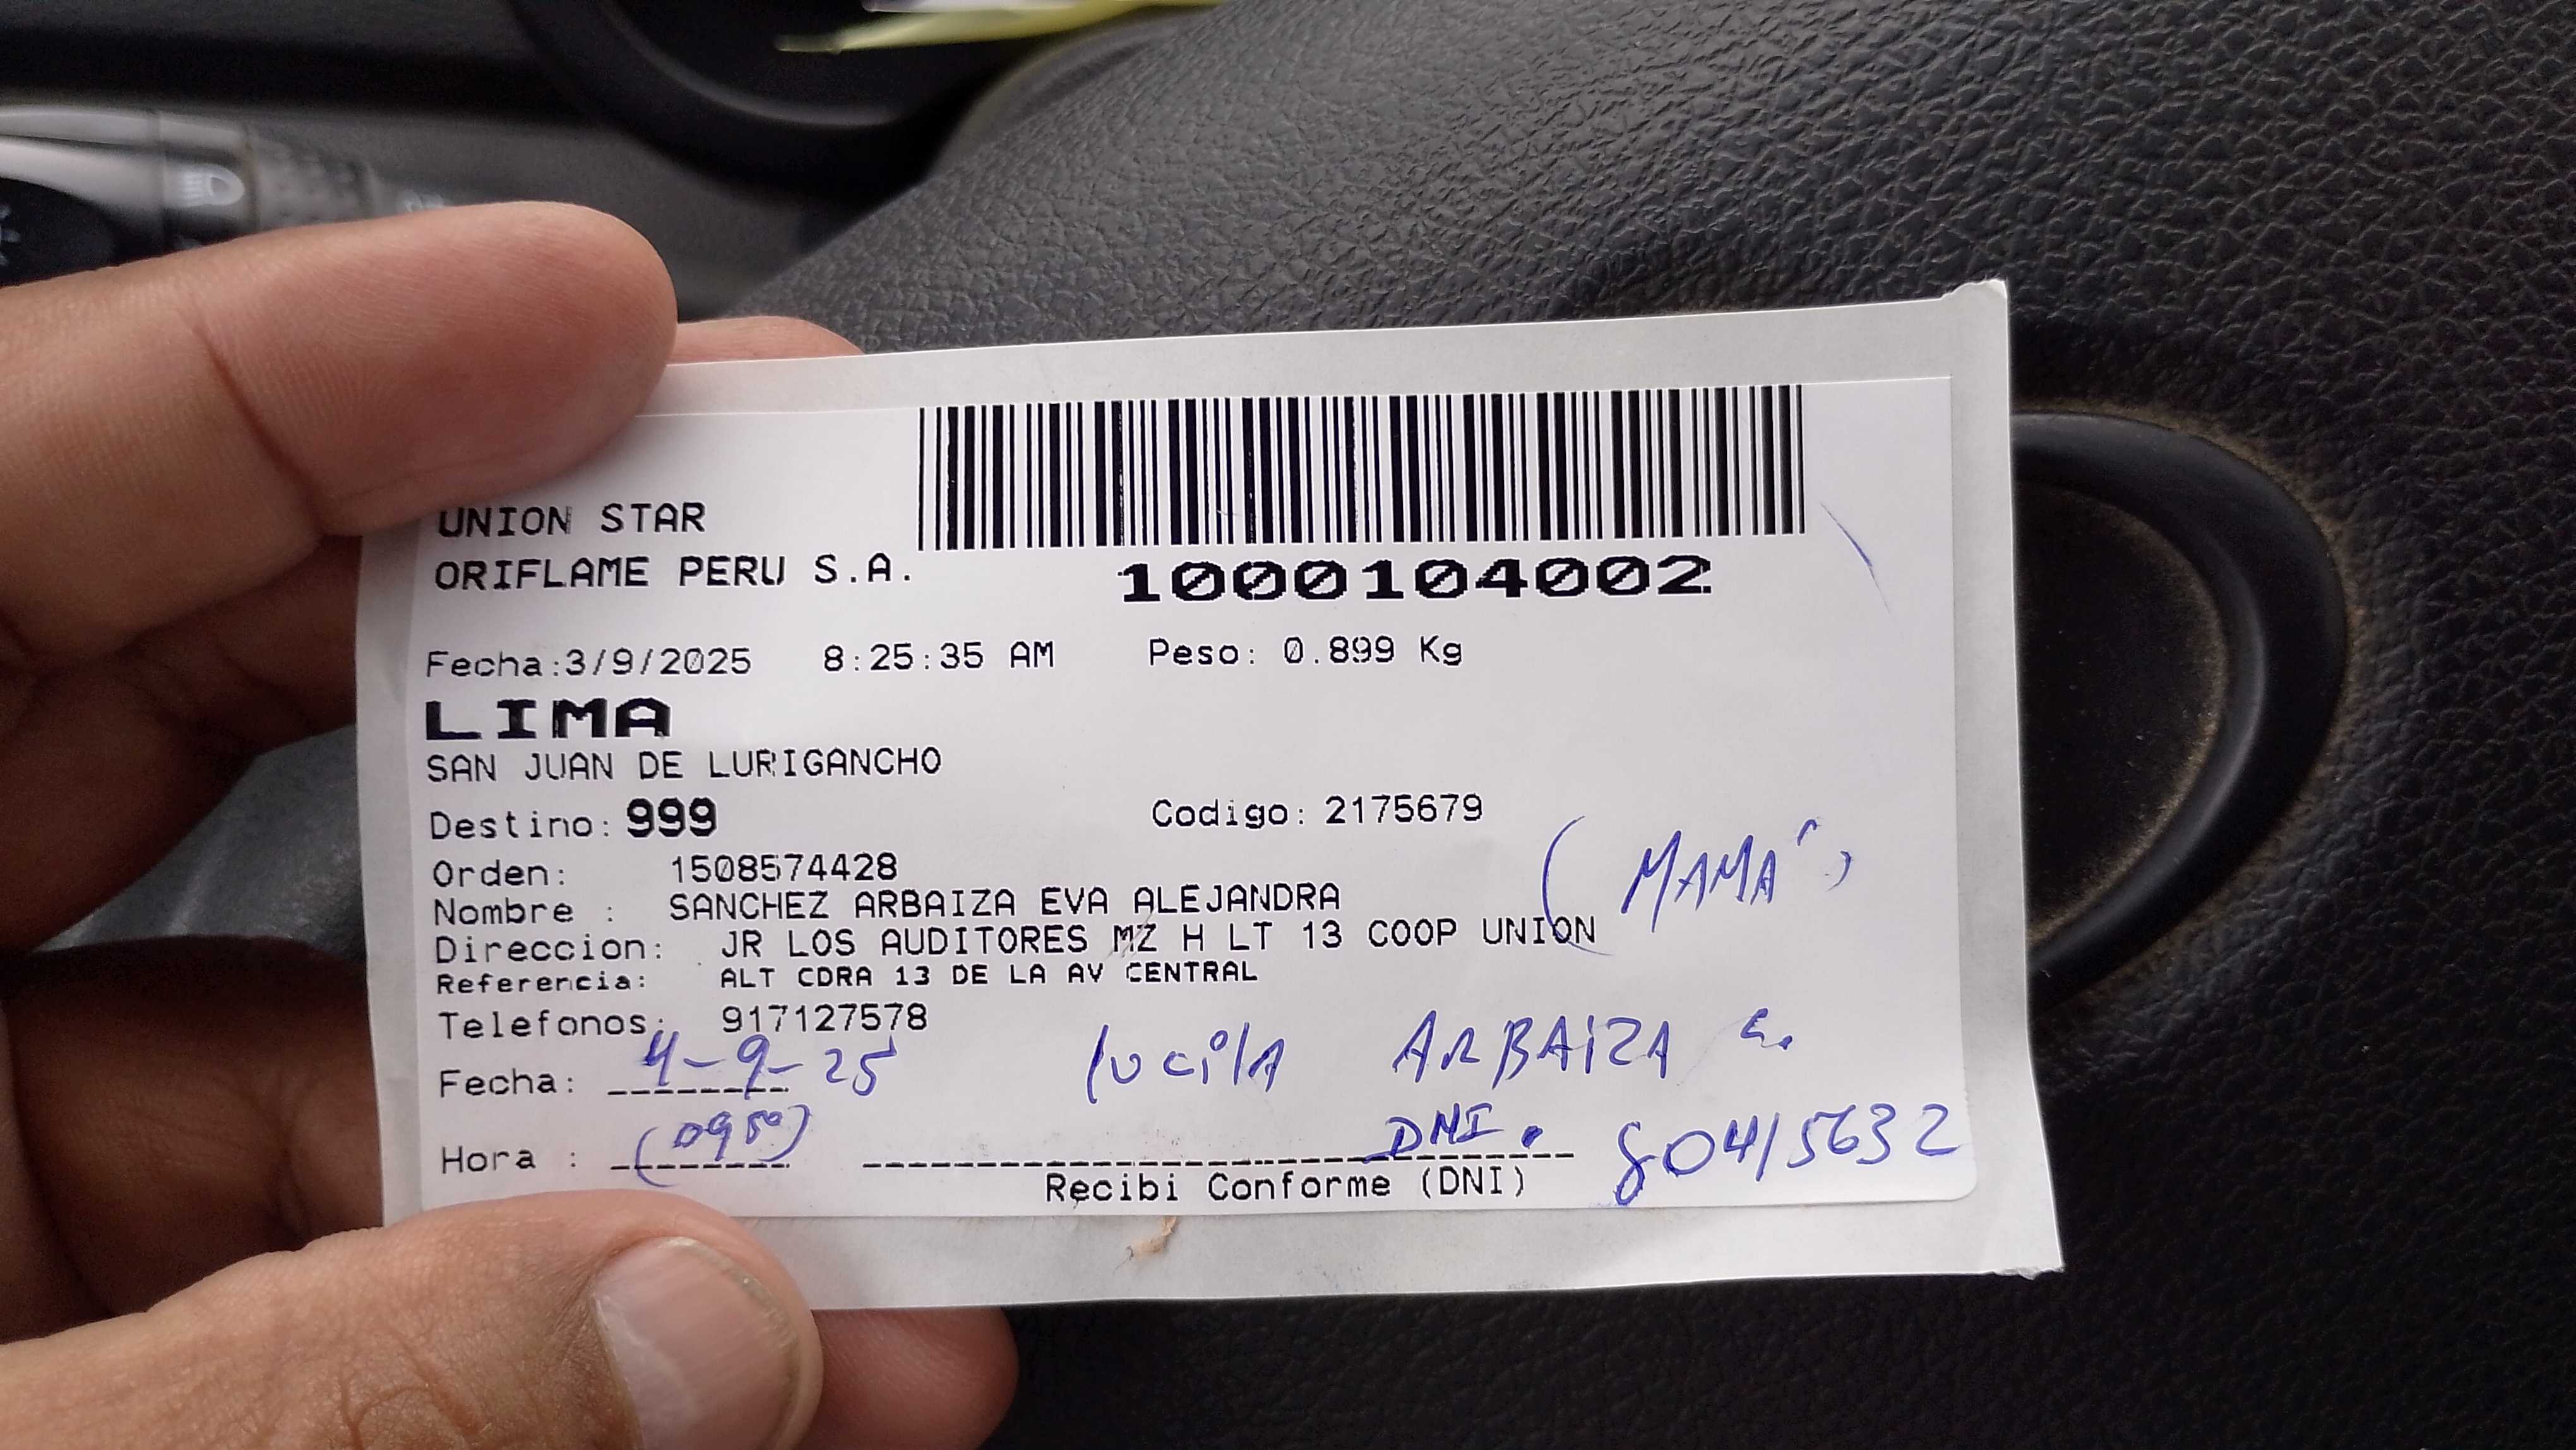 UNION STAR
ORIFLAME PERU S.A.
1000104002
Fecha:3/9/2025 8:25:35 AM Peso: 0.899 Kg
LIMA
SAN JUAN DE LURIGANCHO
Destino: 999 Codigo: 2175679
Orden: 1508574428
Nombre : SANCHEZ ARBAIZA EVA ALEJANDRA
(MAMÁ)
Direccion: JR LOS AUDITORES MZ H LT 13 COOP UNION
Referencia: ALT CDRA 13 DE LA AV CENTRAL
Telefonos: 917127578
Fecha: 4-9-25 lucilA ARBAiZA
Hora : (0950) DNI. 80415632
Recibi Conforme (DNI)